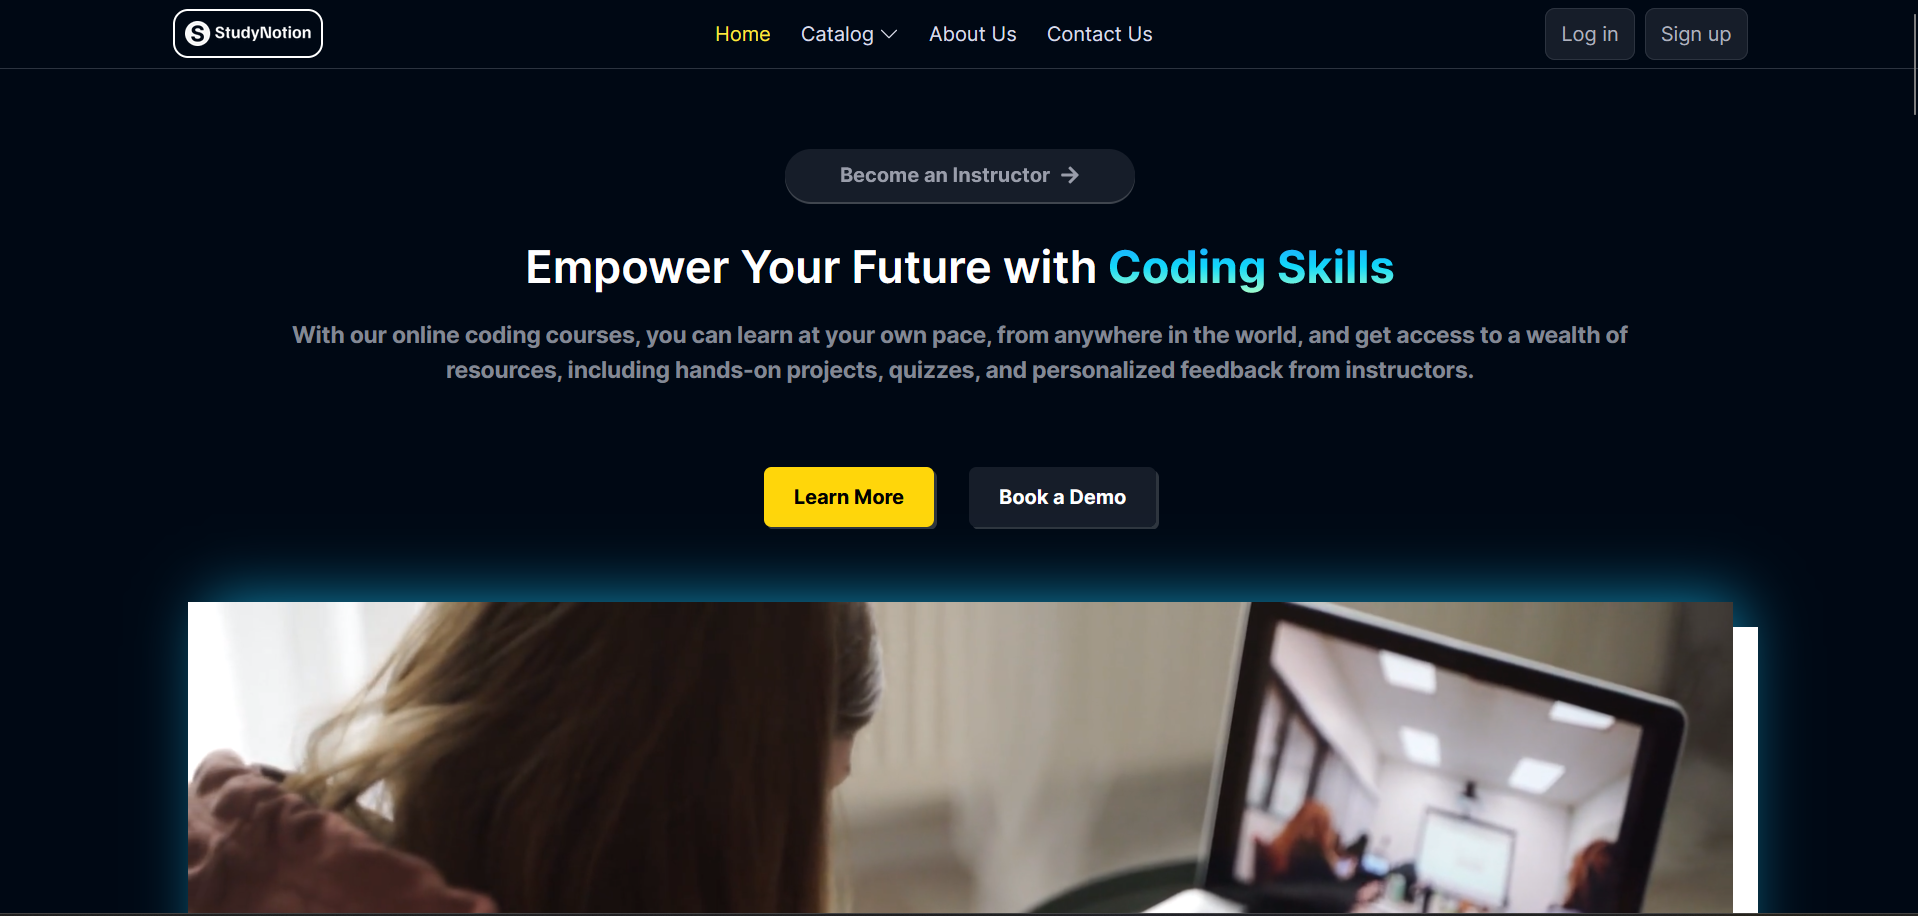 StudyNotion
Home Catalog About Us Contact Us
Log in Sign up
Become an Instructor →
Empower Your Future with Coding Skills
With our online coding courses, you can learn at your own pace, from anywhere in the world, and get access to a wealth of
resources, including hands-on projects, quizzes, and personalized feedback from instructors.
Learn More Book a Demo